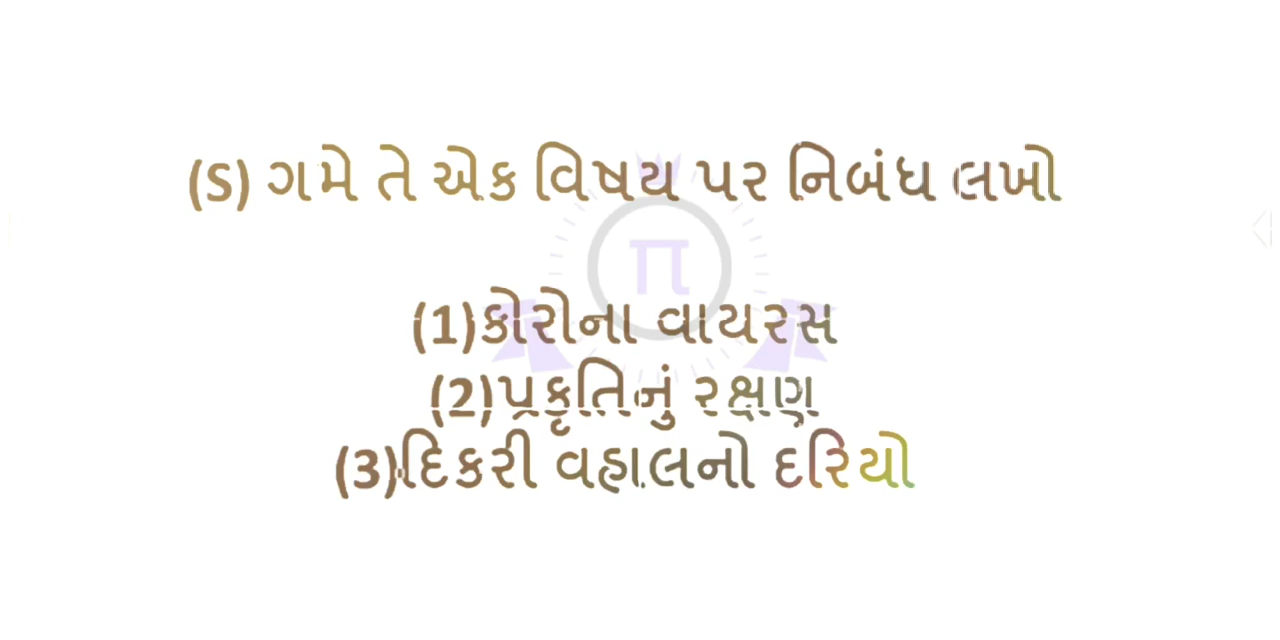 (S) ગમે તે એક વિષય પર નિબંધ લખો
(1)કોરોના વાયરસ
(2)પ્રકૃતિનું રક્ષણ
(3)દિકરી વહાલનો દરિયો